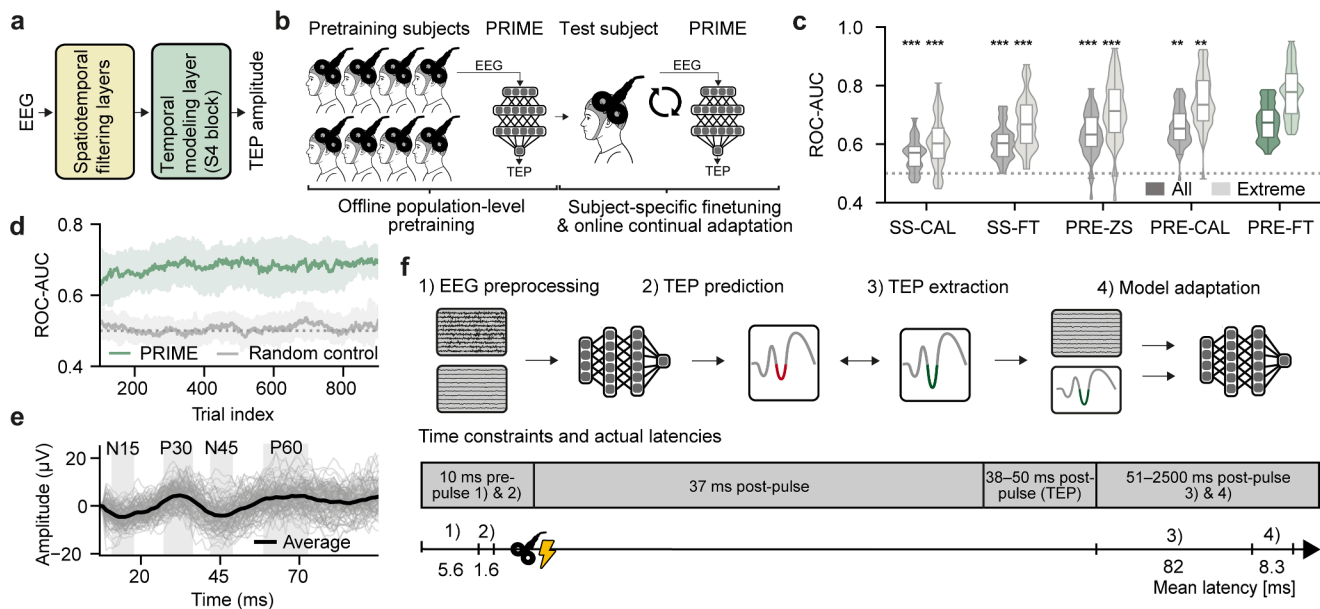 a
EEG
Spatiotemporal
filtering layers
Temporal
modeling layer
(S4 block)
TEP amplitude
b
Pretraining subjects
PRIME
Test subject
PRIME
EEG
EEG
TEP
TEP
Offline population-level
pretraining
Subject-specific finetuning
& online continual adaptation
c
ROC-AUC
1.0
0.8
0.6
0.4
*** ***
*** ***
*** ***
** **
All
Extreme
SS-CAL
SS-FT
PRE-ZS
PRE-CAL
PRE-FT
d
ROC-AUC
0.8
0.6
0.4
PRIME
Random control
200
400
600
800
Trial index
e
Amplitude (µV)
20
0
−20
N15
P30
N45
P60
Average
20
45
70
Time (ms)
f
1) EEG preprocessing
2) TEP prediction
3) TEP extraction
4) Model adaptation
Time constraints and actual latencies
10 ms pre-
pulse 1) & 2)
37 ms post-pulse
38–50 ms post-
pulse (TEP)
51–2500 ms post-pulse
3) & 4)
1)
2)
3)
4)
5.6
1.6
82
8.3
Mean latency [ms]